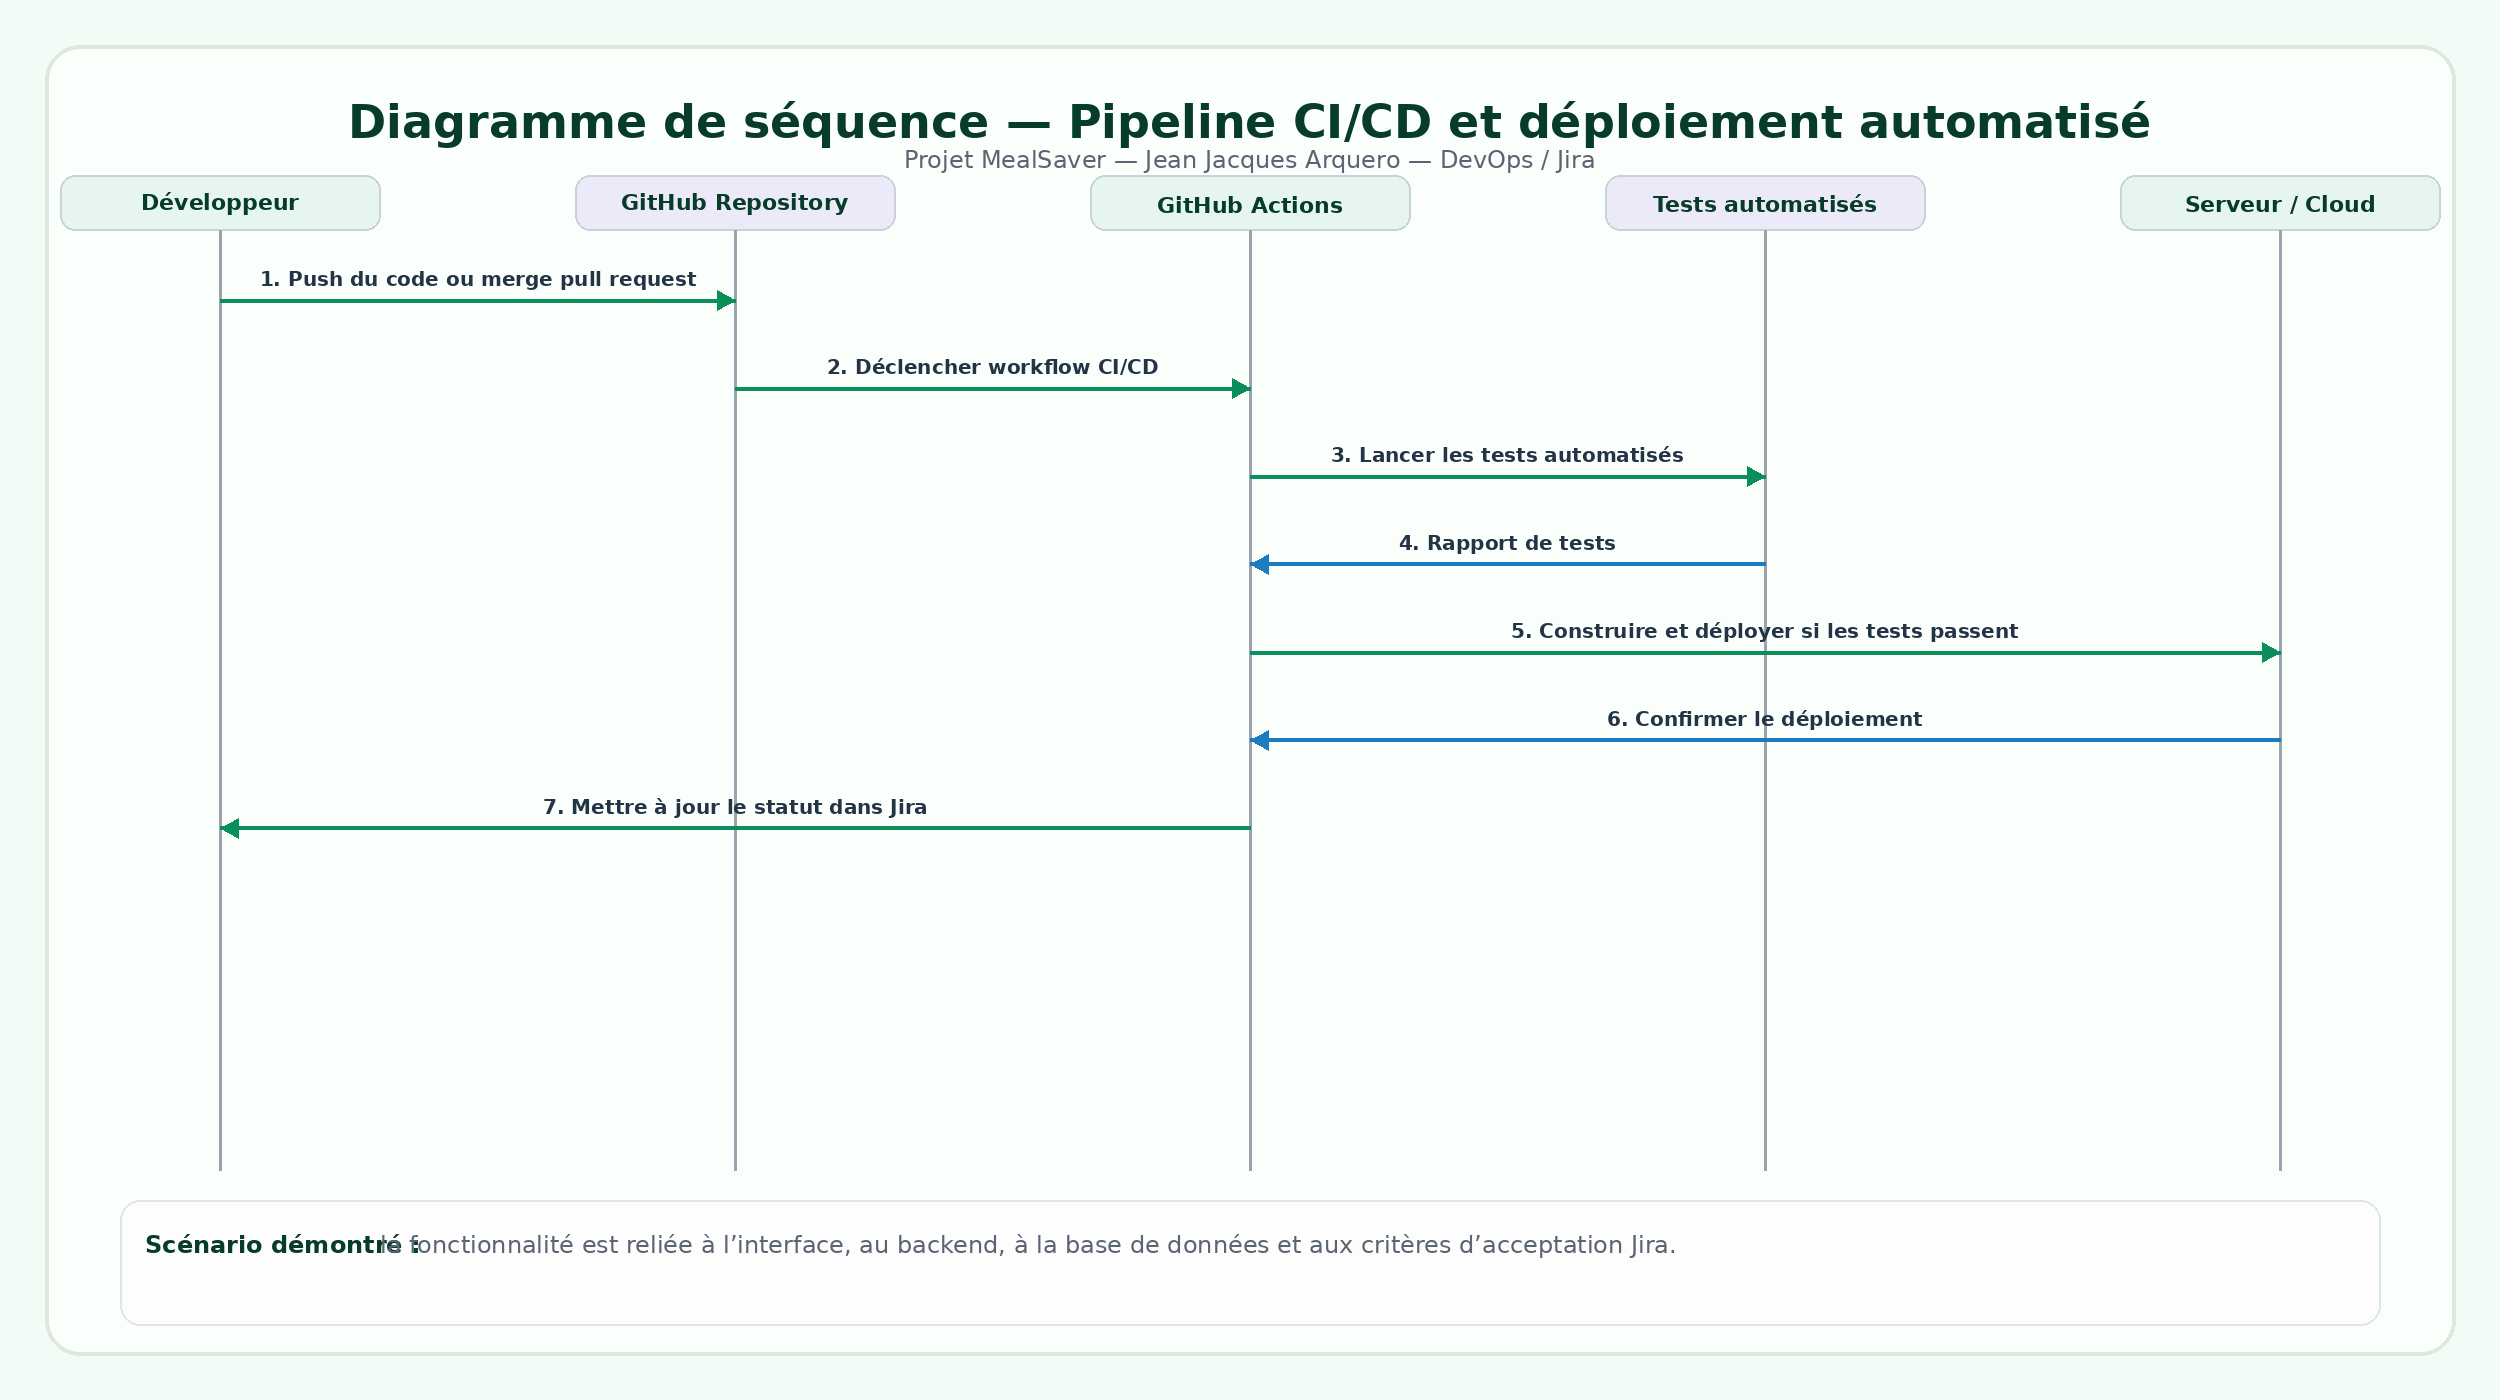 Diagramme de séquence — Pipeline CI/CD et déploiement automatisé
Projet MealSaver — Jean Jacques Arquero — DevOps / Jira
Développeur
GitHub Repository
GitHub Actions
Tests automatisés
Serveur / Cloud
1. Push du code ou merge pull request
2. Déclencher workflow CI/CD
3. Lancer les tests automatisés
4. Rapport de tests
5. Construire et déployer si les tests passent
6. Confirmer le déploiement
7. Mettre à jour le statut dans Jira
Scénario démontré : la fonctionnalité est reliée à l’interface, au backend, à la base de données et aux critères d’acceptation Jira.